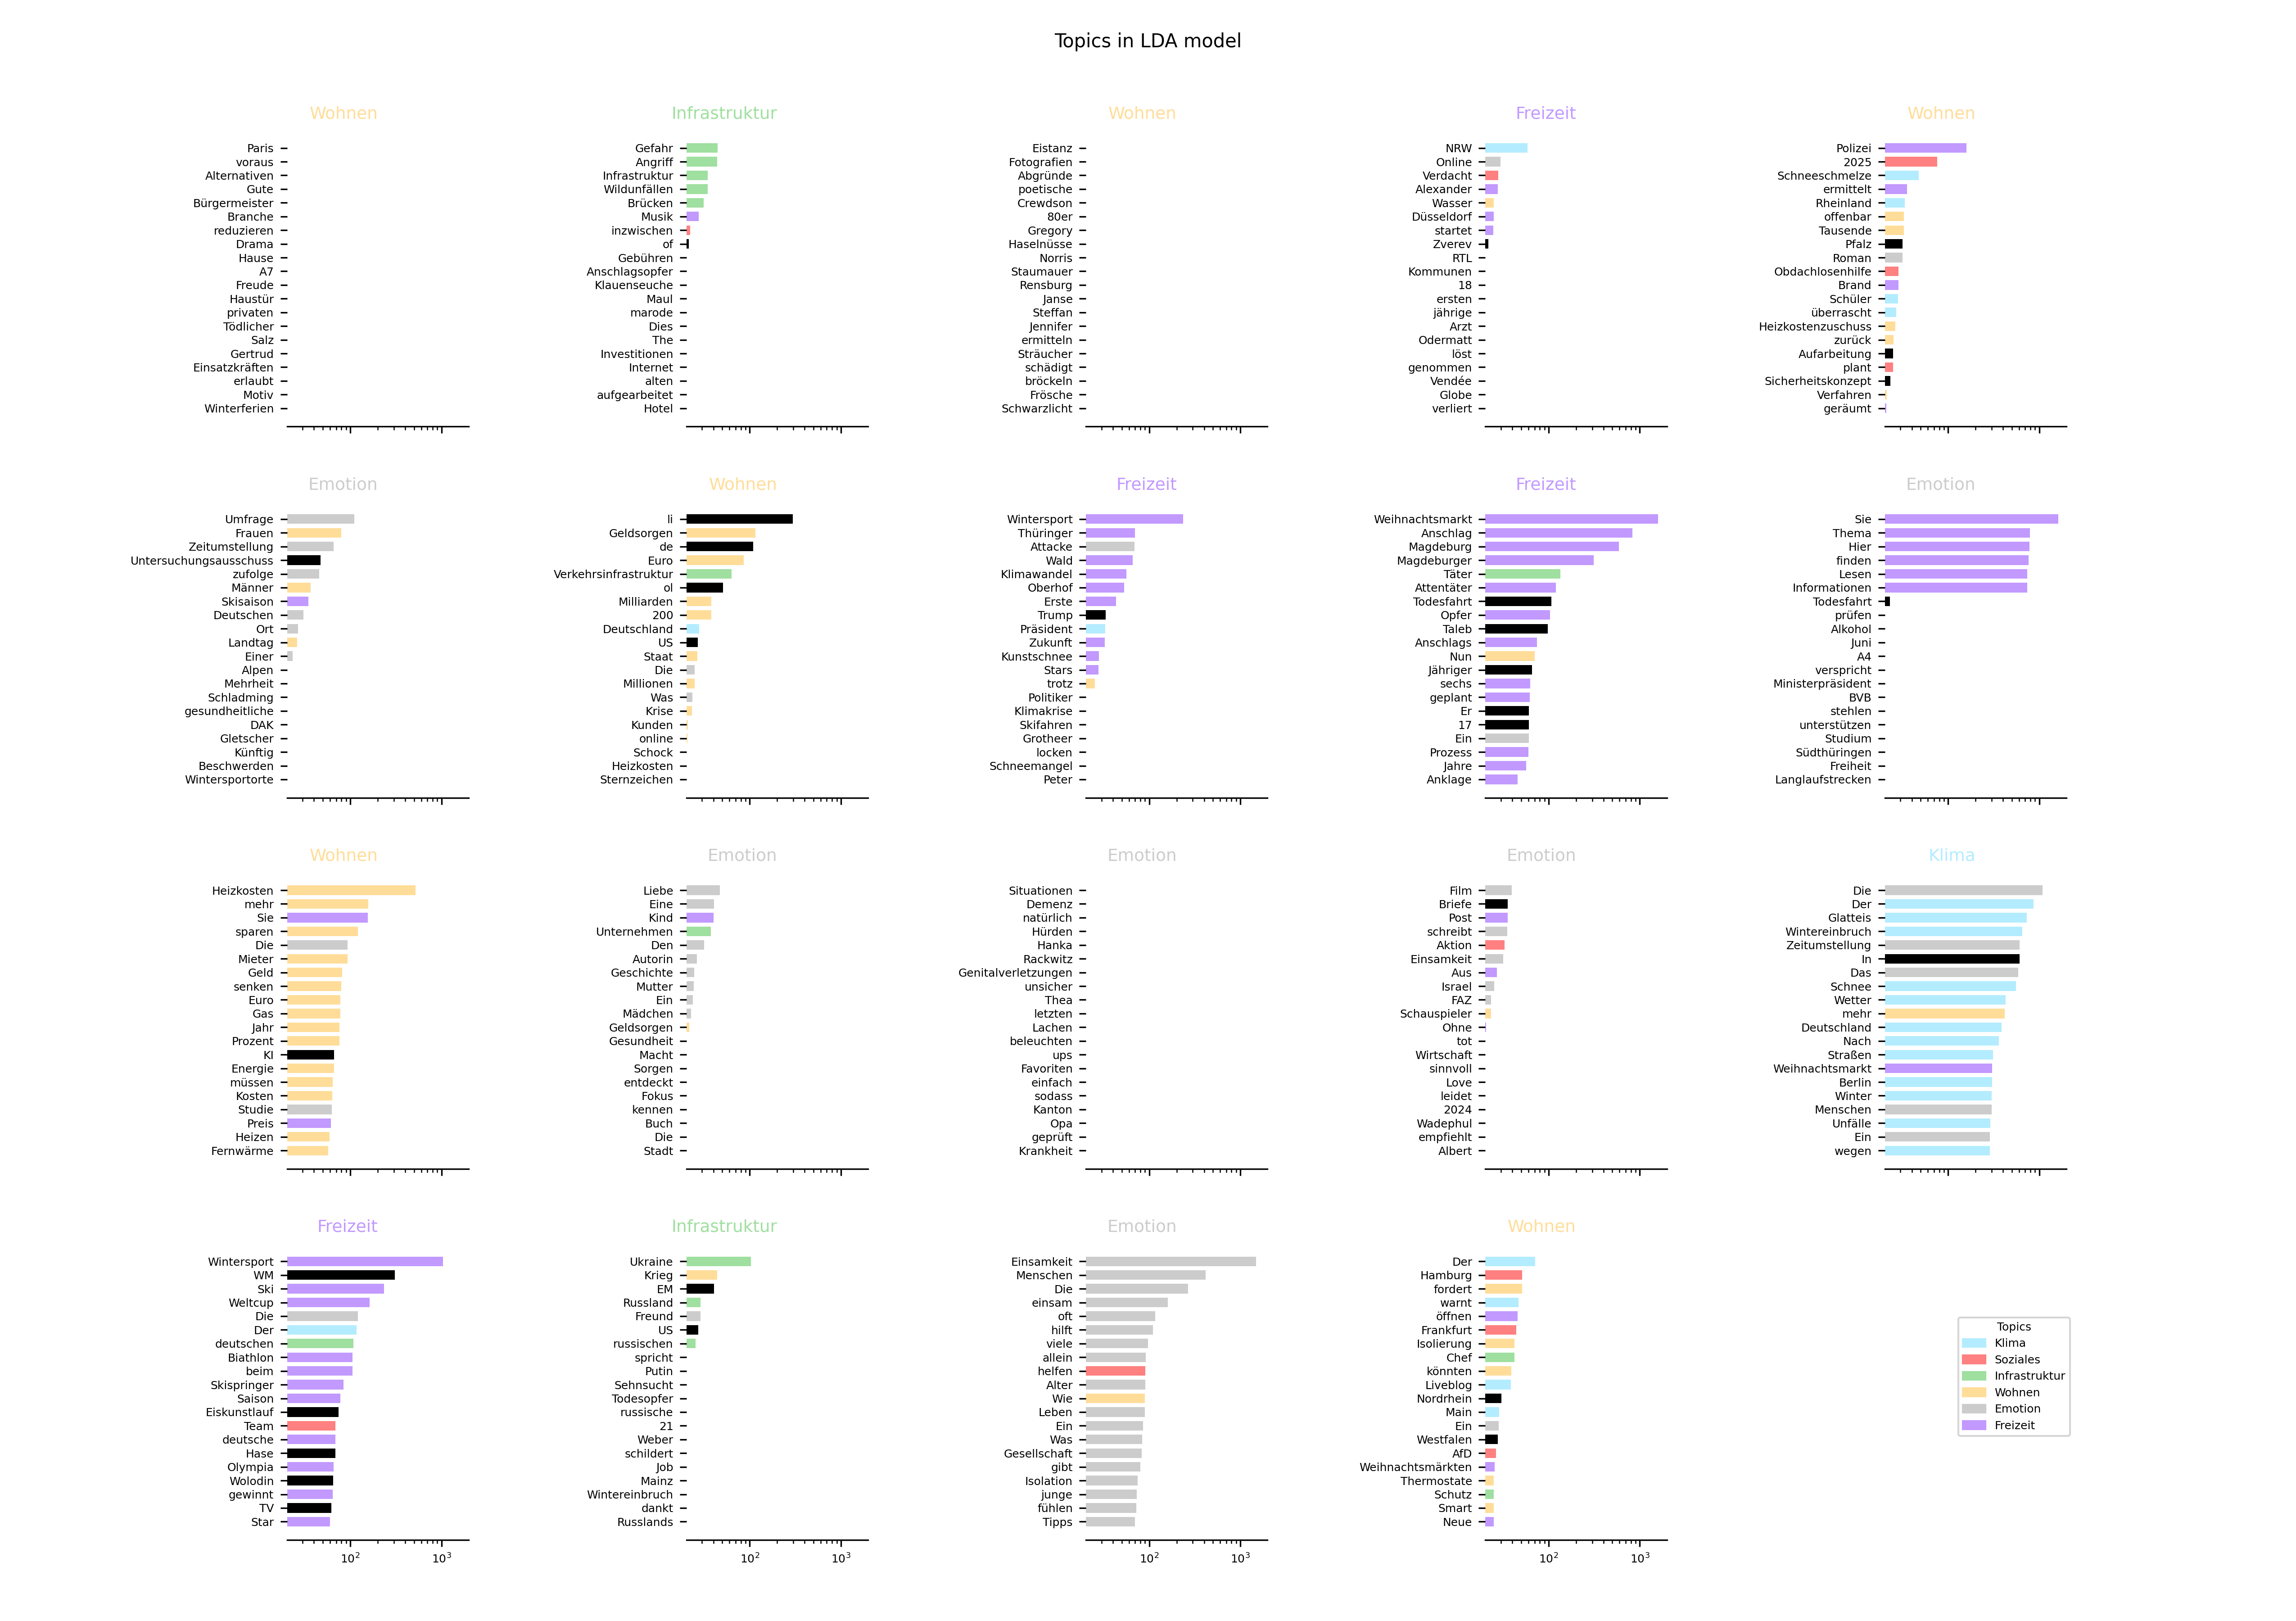 Topics in LDA model
Wohnen
Paris
voraus
Alternativen
Gute
Bürgermeister
Branche
reduzieren
Drama
Hause
A7
Freude
Haustür
privaten
Tödlicher
Salz
Gertrud
Einsatzkräften
erlaubt
Motiv
Winterferien
Infrastruktur
Gefahr
Angriff
Infrastruktur
Wildunfällen
Brücken
Musik
inzwischen
of
Gebühren
Anschlagsopfer
Klauenseuche
Maul
marode
Dies
The
Investitionen
Internet
alten
aufgearbeitet
Hotel
Wohnen
Eistanz
Fotografien
Abgründe
poetische
Crewdson
80er
Gregory
Haselnüsse
Norris
Staumauer
Rensburg
Janse
Steffan
Jennifer
ermitteln
Sträucher
schädigt
bröckeln
Frösche
Schwarzlicht
Freizeit
NRW
Online
Verdacht
Alexander
Wasser
Düsseldorf
startet
Zverev
RTL
Kommunen
18
ersten
jährige
Arzt
Odermatt
löst
genommen
Vendée
Globe
verliert
Wohnen
Polizei
2025
Schneeschmelze
ermittelt
Rheinland
offenbar
Tausende
Pfalz
Roman
Obdachlosenhilfe
Brand
Schüler
überrascht
Heizkostenzuschuss
zurück
Aufarbeitung
plant
Sicherheitskonzept
Verfahren
geräumt
Emotion
Umfrage
Frauen
Zeitumstellung
Untersuchungsausschuss
zufolge
Männer
Skisaison
Deutschen
Ort
Landtag
Einer
Alpen
Mehrheit
Schladming
gesundheitliche
DAK
Gletscher
Künftig
Beschwerden
Wintersportorte
Wohnen
li
Geldsorgen
de
Euro
Verkehrsinfrastruktur
ol
Milliarden
200
Deutschland
US
Staat
Die
Millionen
Was
Krise
Kunden
online
Schock
Heizkosten
Sternzeichen
Freizeit
Wintersport
Thüringer
Attacke
Wald
Klimawandel
Oberhof
Erste
Trump
Präsident
Zukunft
Kunstschnee
Stars
trotz
Politiker
Klimakrise
Skifahren
Grotheer
locken
Schneemangel
Peter
Freizeit
Weihnachtsmarkt
Anschlag
Magdeburg
Magdeburger
Täter
Attentäter
Todesfahrt
Opfer
Taleb
Anschlags
Nun
Jähriger
sechs
geplant
Er
17
Ein
Prozess
Jahre
Anklage
Emotion
Sie
Thema
Hier
finden
Lesen
Informationen
Todesfahrt
prüfen
Alkohol
Juni
A4
verspricht
Ministerpräsident
BVB
stehlen
unterstützen
Studium
Südthüringen
Freiheit
Langlaufstrecken
Wohnen
Heizkosten
mehr
Sie
sparen
Die
Mieter
Geld
senken
Euro
Gas
Jahr
Prozent
KI
Energie
müssen
Kosten
Studie
Preis
Heizen
Fernwärme
Emotion
Liebe
Eine
Kind
Unternehmen
Den
Autorin
Geschichte
Mutter
Ein
Mädchen
Geldsorgen
Gesundheit
Macht
Sorgen
entdeckt
Fokus
kennen
Buch
Die
Stadt
Emotion
Situationen
Demenz
natürlich
Hürden
Hanka
Rackwitz
Genitalverletzungen
unsicher
Thea
letzten
Lachen
beleuchten
ups
Favoriten
einfach
sodass
Kanton
Opa
geprüft
Krankheit
Emotion
Film
Briefe
Post
schreibt
Aktion
Einsamkeit
Aus
Israel
FAZ
Schauspieler
Ohne
tot
Wirtschaft
sinnvoll
Love
leidet
2024
Wadephul
empfiehlt
Albert
Klima
Die
Der
Glatteis
Wintereinbruch
Zeitumstellung
In
Das
Schnee
Wetter
mehr
Deutschland
Nach
Straßen
Weihnachtsmarkt
Berlin
Winter
Menschen
Unfälle
Ein
wegen
Freizeit
Wintersport
WM
Ski
Weltcup
Die
Der
deutschen
Biathlon
beim
Skispringer
Saison
Eiskunstlauf
Team
deutsche
Hase
Olympia
Wolodin
gewinnt
TV
Star
10² 10³
Infrastruktur
Ukraine
Krieg
EM
Russland
Freund
US
russischen
spricht
Putin
Sehnsucht
Todesopfer
russische
21
Weber
schildert
Job
Mainz
Wintereinbruch
dankt
Russlands
10² 10³
Emotion
Einsamkeit
Menschen
Die
einsam
oft
hilft
viele
allein
helfen
Alter
Wie
Leben
Ein
Was
Gesellschaft
gibt
Isolation
junge
fühlen
Tipps
10² 10³
Wohnen
Der
Hamburg
fordert
warnt
öffnen
Frankfurt
Isolierung
Chef
könnten
Liveblog
Nordrhein
Main
Ein
Westfalen
AfD
Weihnachtsmärkten
Thermostate
Schutz
Smart
Neue
10² 10³
Topics
Klima
Soziales
Infrastruktur
Wohnen
Emotion
Freizeit